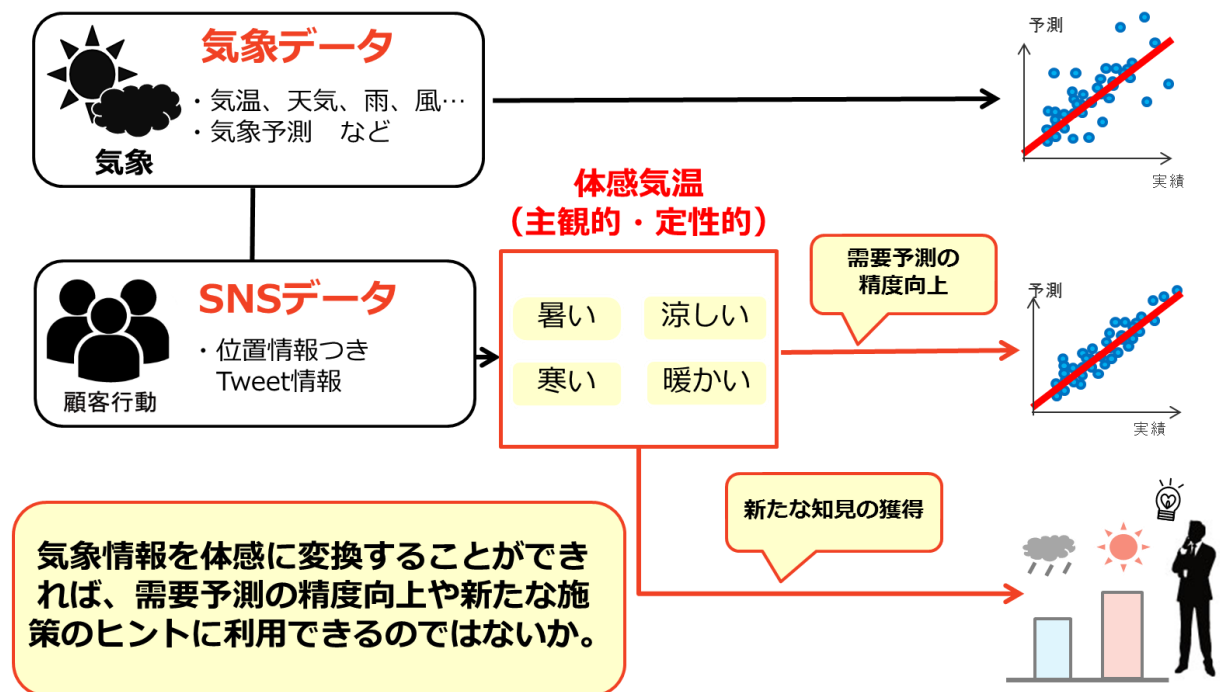 気象データ
・気温、天気、雨、風…
・気象予測　など
気象
予測
実績
体感気温
（主観的・定性的）
SNSデータ
・位置情報つき
Tweet情報
顧客行動
暑い
涼しい
寒い
暖かい
需要予測の
精度向上
予測
実績
新たな知見の獲得
気象情報を体感に変換することができ
れば、需要予測の精度向上や新たな施
策のヒントに利用できるのではないか。